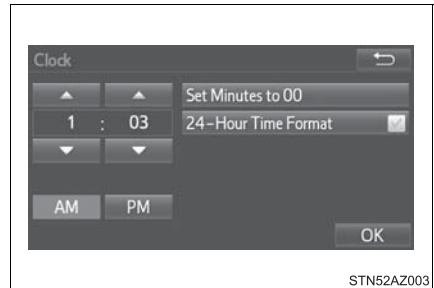 Clock
Set Minutes to 00
1 : 03
24-Hour Time Format
AM PM
OK
STN52AZ003